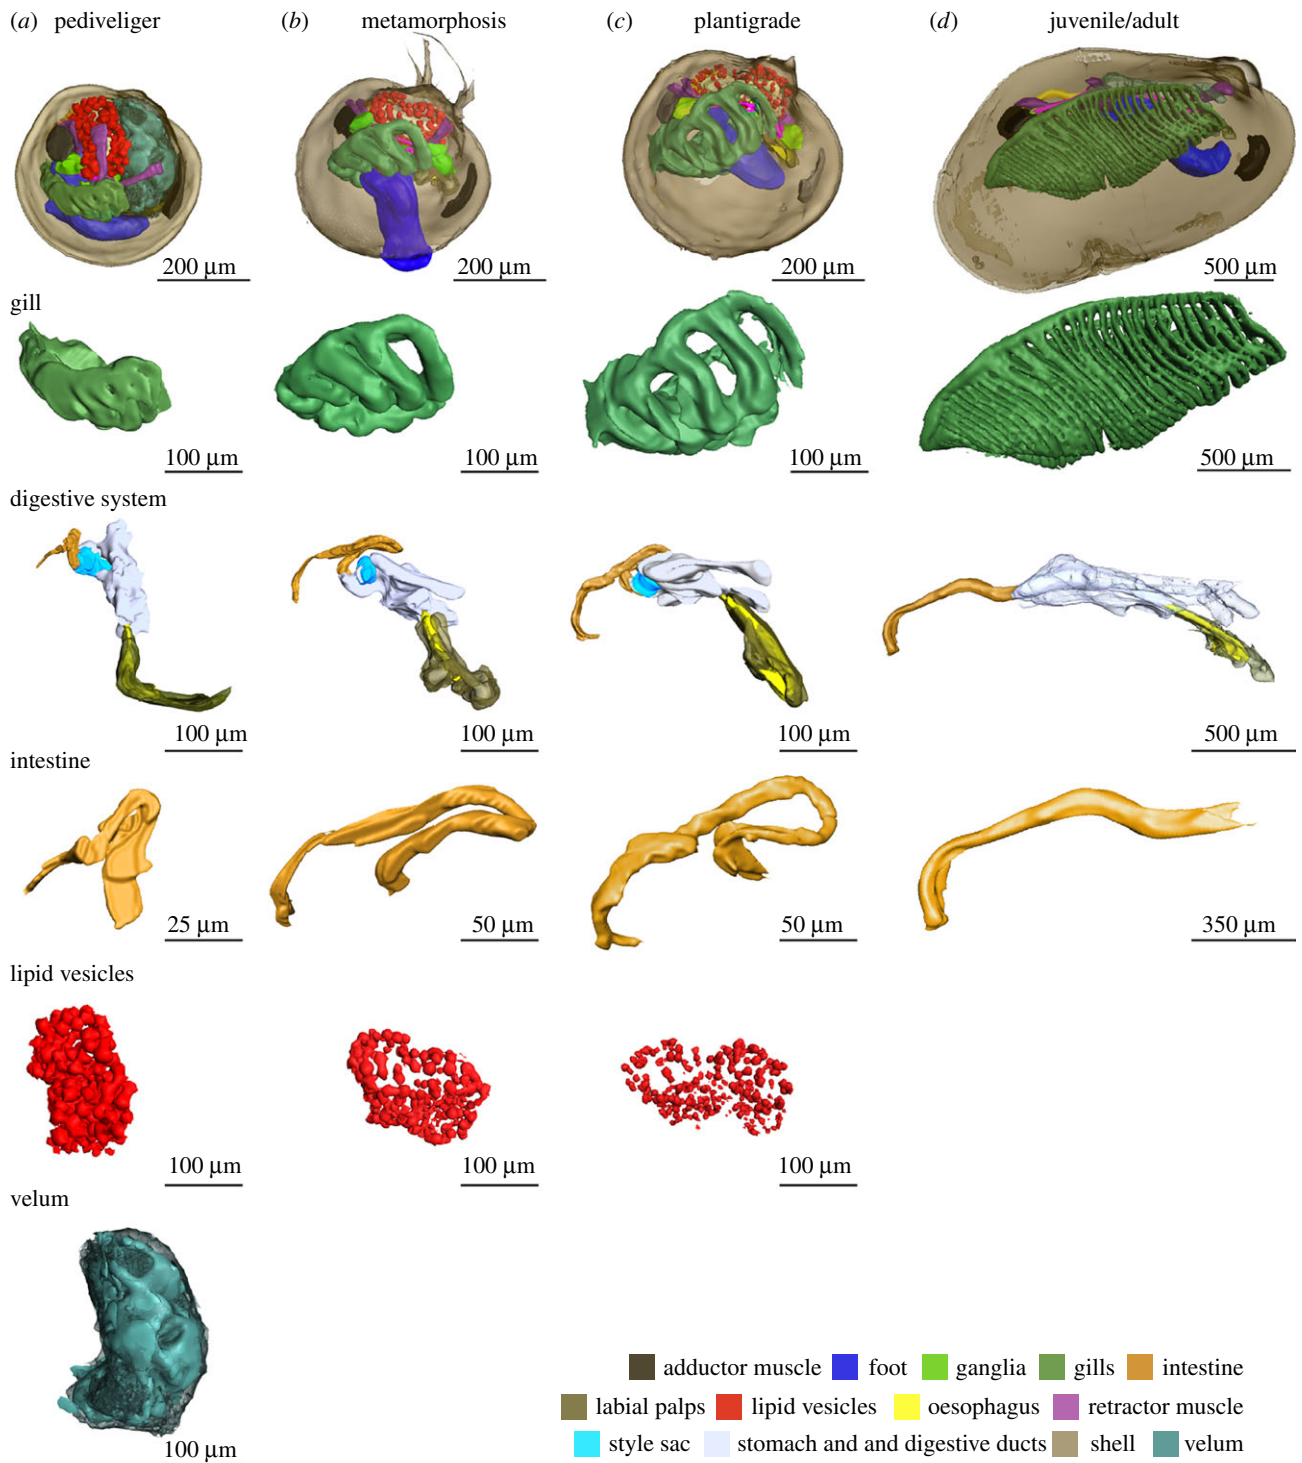 (a) pediveliger (b) metamorphosis (c) plantigrade (d) juvenile/adult
200 µm 200 µm 200 µm 500 µm
gill
100 µm 100 µm 100 µm 500 µm
digestive system
100 µm 100 µm 100 µm 500 µm
intestine
25 µm 50 µm 50 µm 350 µm
lipid vesicles
100 µm 100 µm 100 µm
velum
100 µm
adductor muscle foot ganglia gills intestine
labial palps lipid vesicles oesophagus retractor muscle
style sac stomach and and digestive ducts shell velum